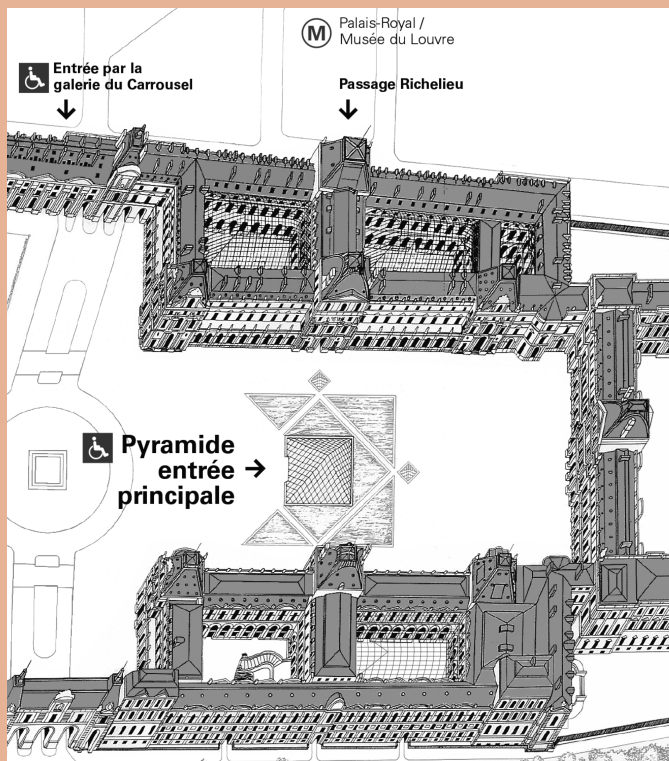 M
Palais-Royal /
Musée du Louvre
Entrée par la
galerie du Carrousel
Passage Richelieu
Pyramide
entrée
principale